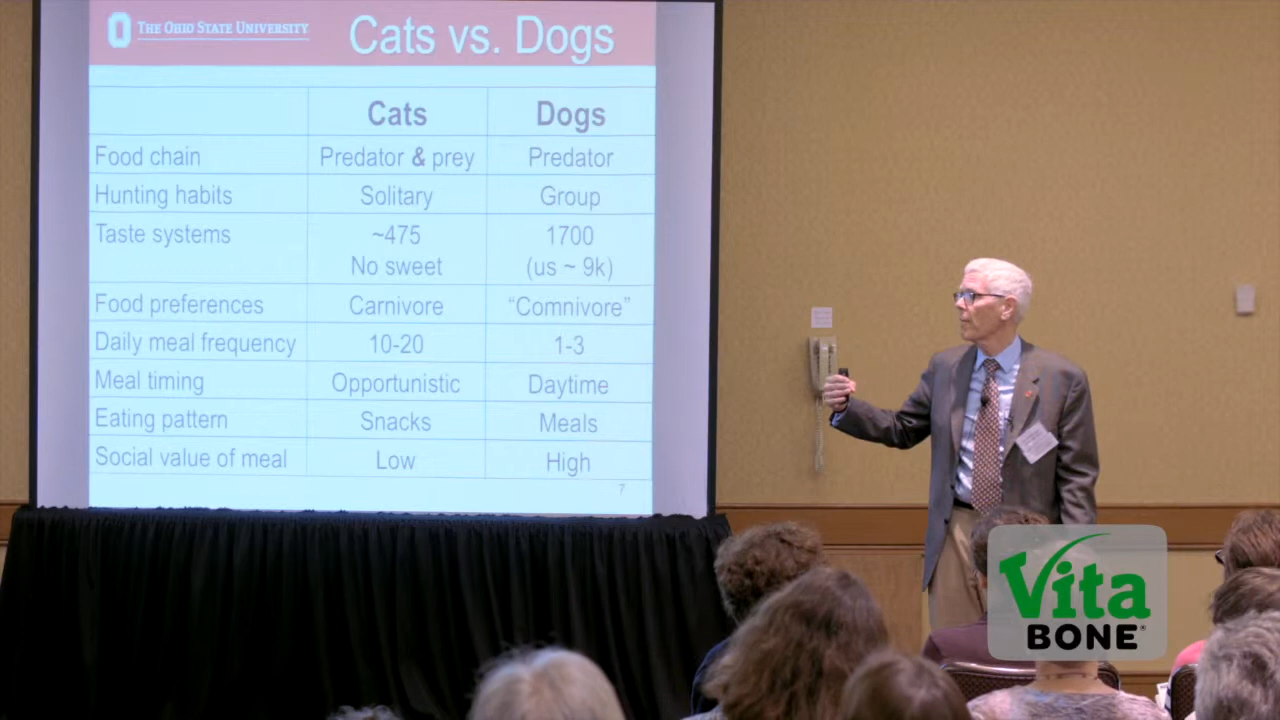 THE OHIO STATE UNIVERSITY
Cats vs. Dogs
Cats Dogs
Food chain Predator & prey Predator
Hunting habits Solitary Group
Taste systems ~475 1700
No sweet (us ~ 9k)
Food preferences Carnivore “Comnivore”
Daily meal frequency 10-20 1-3
Meal timing Opportunistic Daytime
Eating pattern Snacks Meals
Social value of meal Low High
7
Vita
BONE®